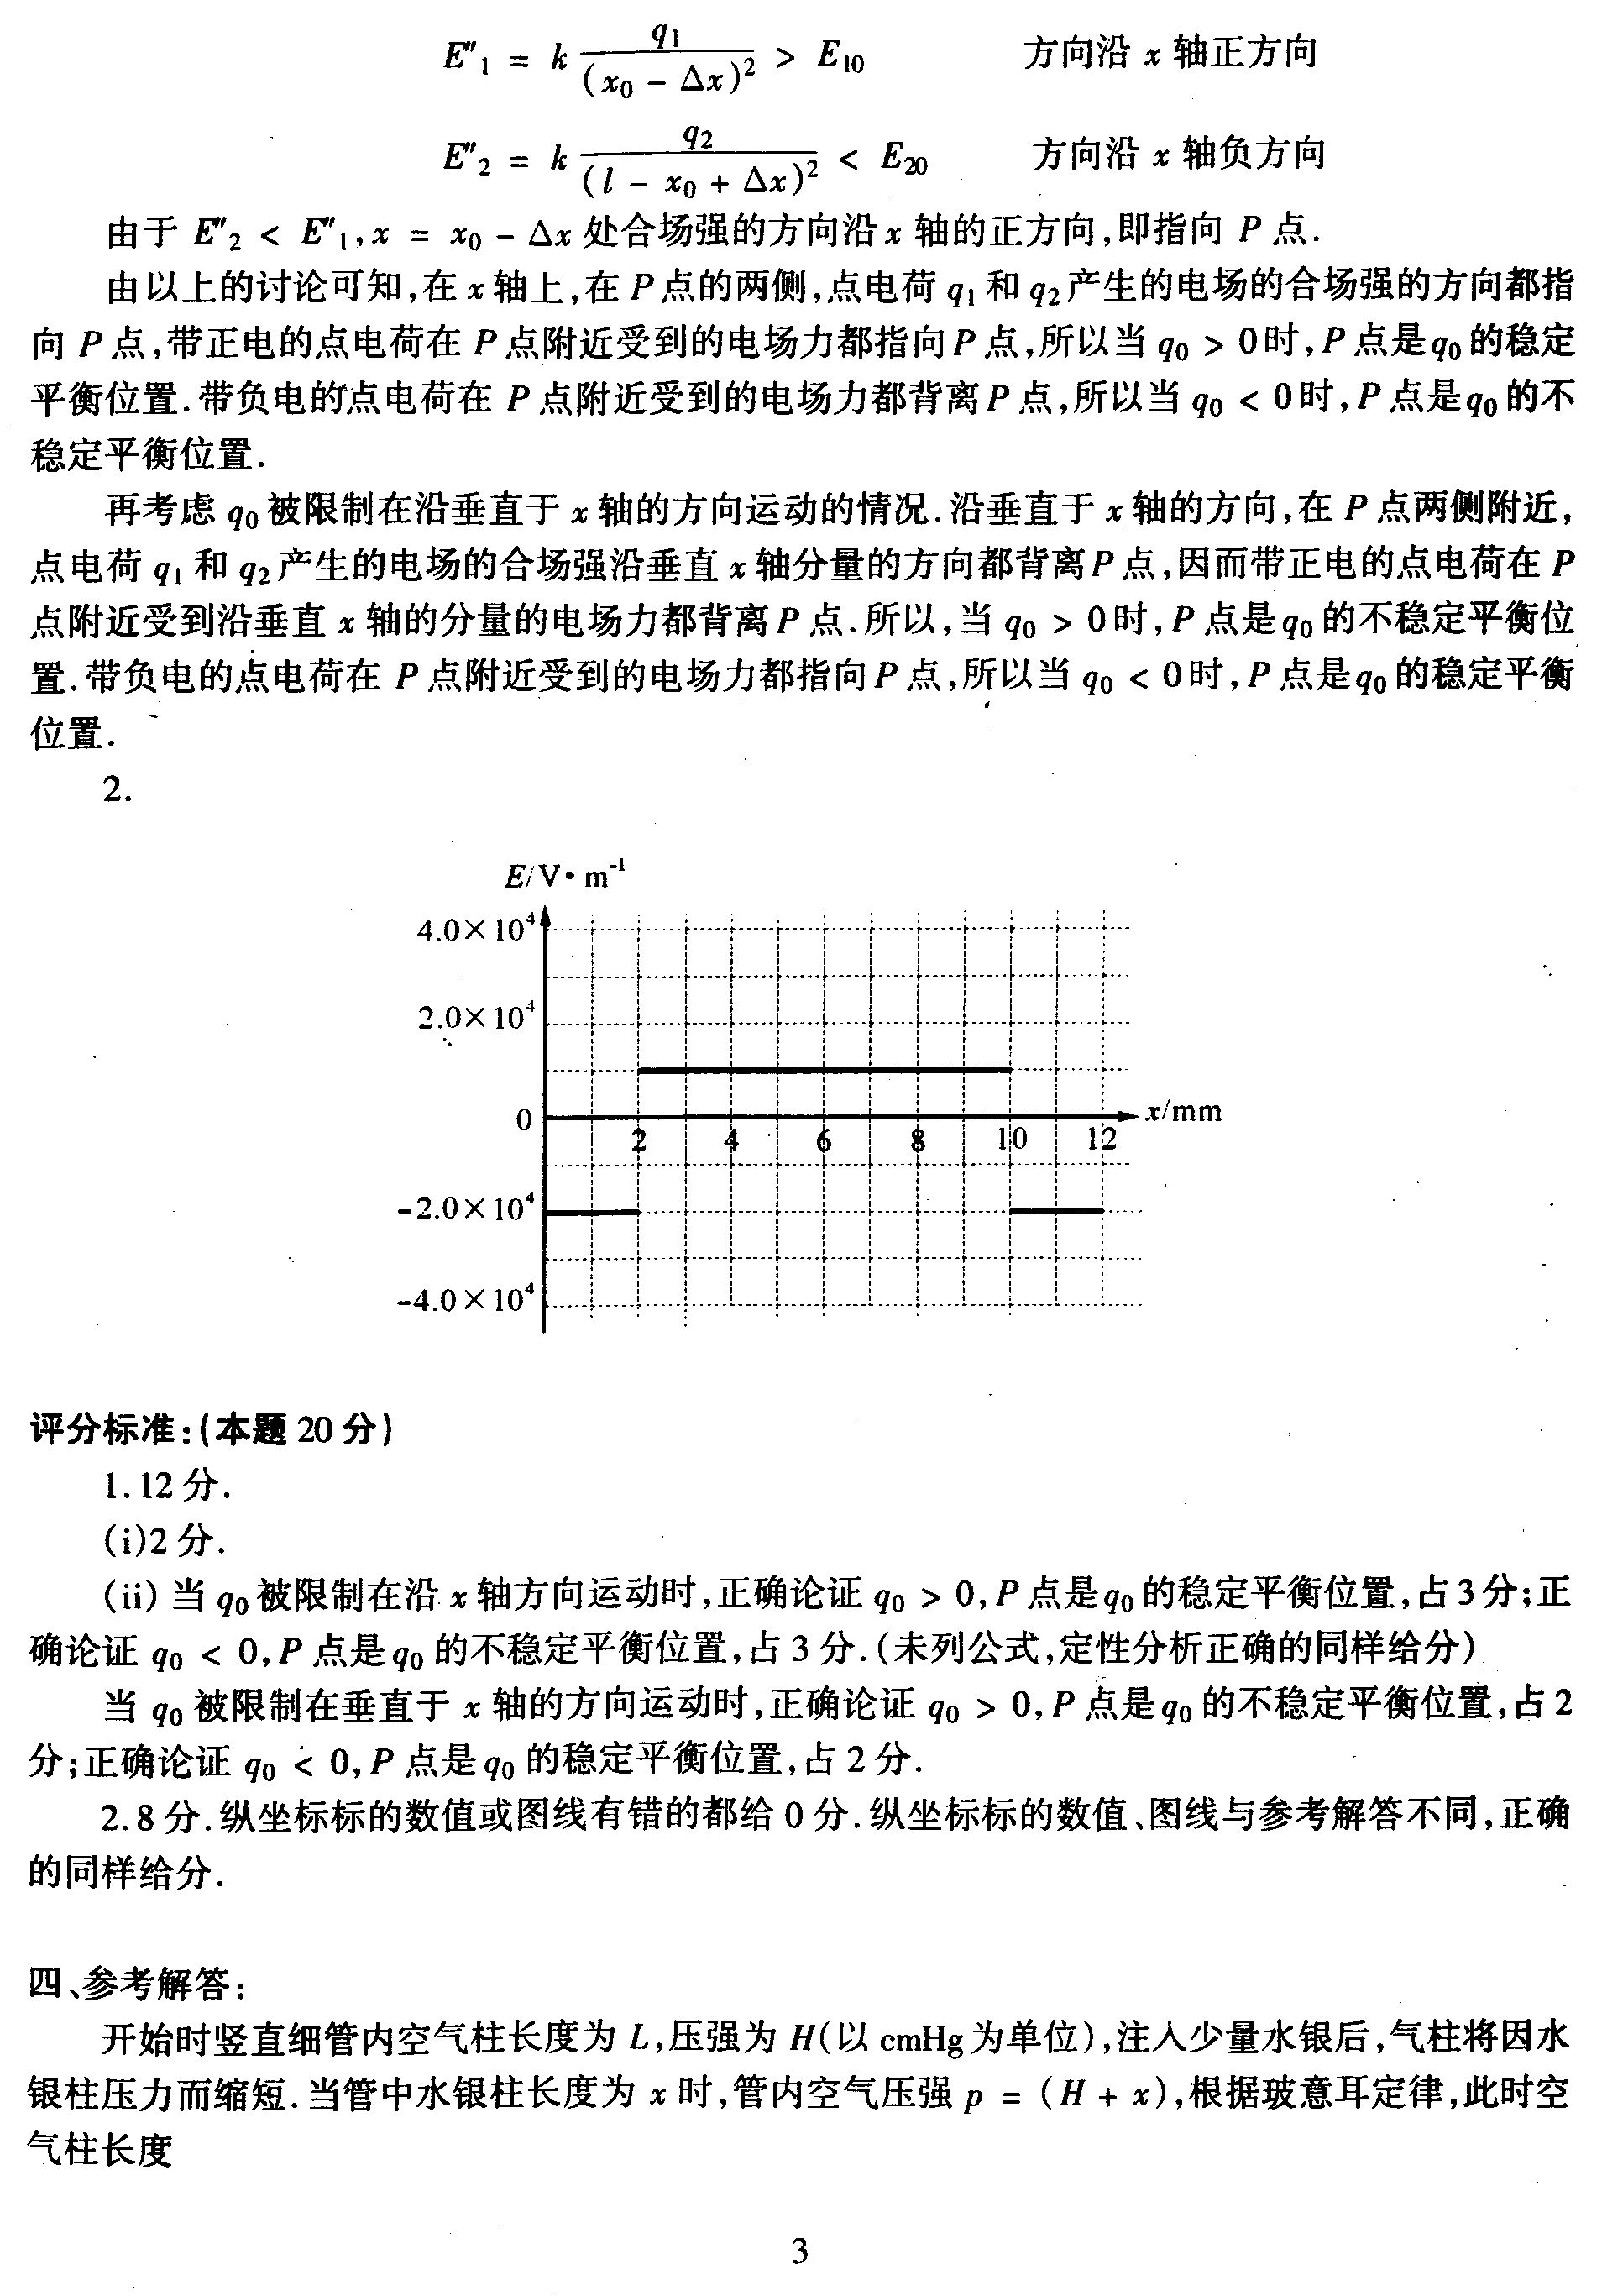 E″₁ = k q₁/(x₀ − Δx)² > E₁₀ 方向沿 x 轴正方向
E″₂ = k q₂/(l − x₀ + Δx)² < E₂₀ 方向沿 x 轴负方向
由于 E″₂ < E″₁,x = x₀ − Δx 处合场强的方向沿 x 轴的正方向,即指向 P 点.
由以上的讨论可知,在 x 轴上,在 P 点的两侧,点电荷 q₁ 和 q₂ 产生的电场的合场强的方向都指
向 P 点,带正电的点电荷在 P 点附近受到的电场力都指向 P 点,所以当 q₀ > 0 时,P 点是 q₀ 的稳定
平衡位置.带负电的点电荷在 P 点附近受到的电场力都背离 P 点,所以当 q₀ < 0 时,P 点是 q₀ 的不
稳定平衡位置.
再考虑 q₀ 被限制在沿垂直于 x 轴的方向运动的情况.沿垂直于 x 轴的方向,在 P 点两侧附近,
点电荷 q₁ 和 q₂ 产生的电场的合场强沿垂直 x 轴分量的方向都背离 P 点,因而带正电的点电荷在 P
点附近受到沿垂直 x 轴的分量的电场力都背离 P 点.所以,当 q₀ > 0 时,P 点是 q₀ 的不稳定平衡位
置.带负电的点电荷在 P 点附近受到的电场力都指向 P 点,所以当 q₀ < 0 时,P 点是 q₀ 的稳定平衡
位置.
2.
E/V·m⁻¹
4.0×10⁴
2.0×10⁴
0
x/mm
2 4 6 8 10 12
-2.0×10⁴
-4.0×10⁴
评分标准:(本题 20 分)
1.12 分.
(i)2 分.
(ii) 当 q₀ 被限制在沿 x 轴方向运动时,正确论证 q₀ > 0,P 点是 q₀ 的稳定平衡位置,占 3 分;正
确论证 q₀ < 0,P 点是 q₀ 的不稳定平衡位置,占 3 分.(未列公式,定性分析正确的同样给分)
当 q₀ 被限制在垂直于 x 轴的方向运动时,正确论证 q₀ > 0,P 点是 q₀ 的不稳定平衡位置,占 2
分;正确论证 q₀ < 0,P 点是 q₀ 的稳定平衡位置,占 2 分.
2.8 分.纵坐标标的数值或图线有错的都给 0 分.纵坐标标的数值、图线与参考解答不同,正确
的同样给分.
四、参考解答:
开始时竖直细管内空气柱长度为 L,压强为 H(以 cmHg 为单位),注入少量水银后,气柱将因水
银柱压力而缩短.当管中水银柱长度为 x 时,管内空气压强 p = (H + x),根据玻意耳定律,此时空
气柱长度
3